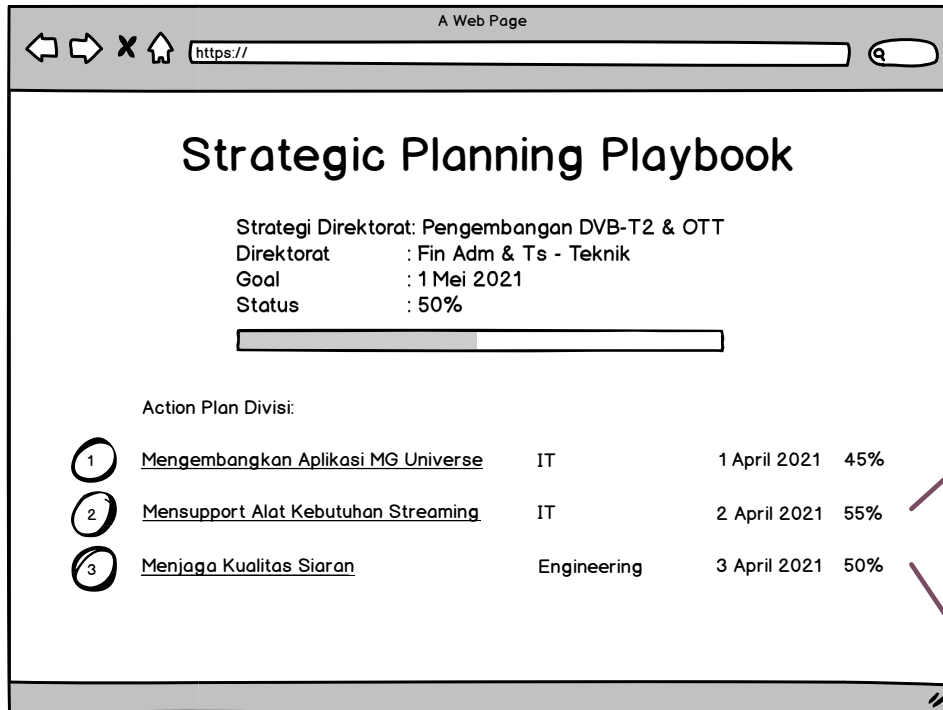 A Web Page
https://
Strategic Planning Playbook
Strategi Direktorat: Pengembangan DVB-T2 & OTT
Direktorat : Fin Adm & Ts - Teknik
Goal : 1 Mei 2021
Status : 50%
Action Plan Divisi:
1 Mengembangkan Aplikasi MG Universe IT 1 April 2021 45%
2 Mensupport Alat Kebutuhan Streaming IT 2 April 2021 55%
3 Menjaga Kualitas Siaran Engineering 3 April 2021 50%